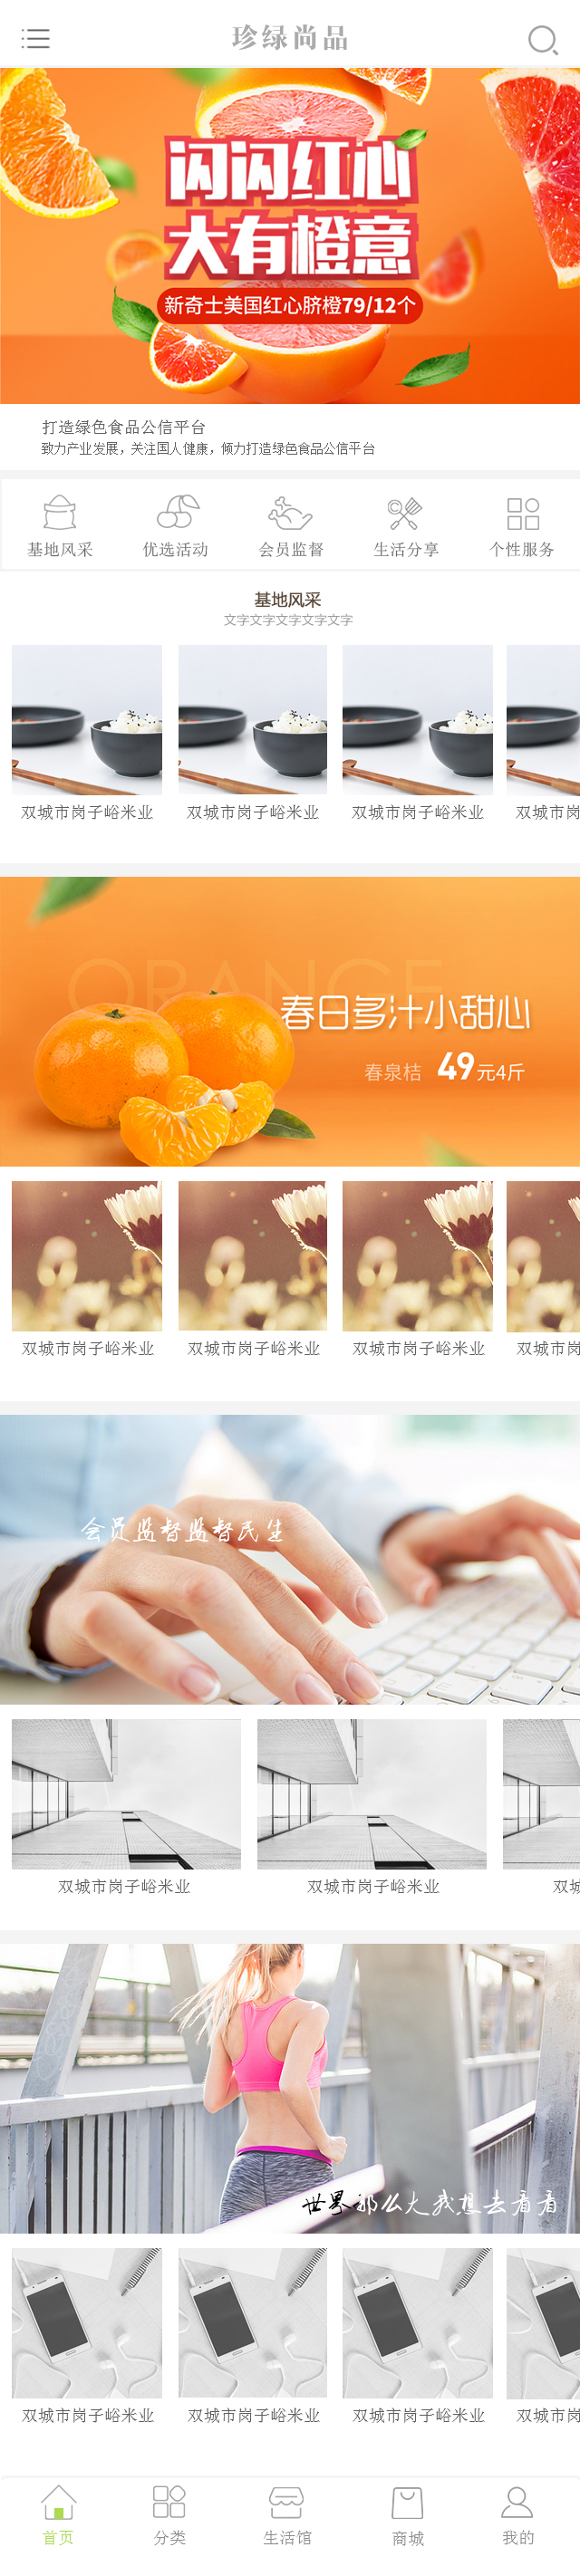 珍绿尚品
闪闪红心
大有橙意
新奇士美国红心脐橙79/12个
打造绿色食品公信平台
致力产业发展，关注国人健康，倾力打造绿色食品公信平台
基地风采 优选活动 会员监督 生活分享 个性服务
基地风采
文字文字文字文字文字
双城市岗子峪米业 双城市岗子峪米业 双城市岗子峪米业 双城市岗
ORANGE
春日多汁小甜心
春泉桔 49元4斤
双城市岗子峪米业 双城市岗子峪米业 双城市岗子峪米业 双城市岗
会员监督监督民生
双城市岗子峪米业 双城市岗子峪米业 双城
世界那么大我想去看看
双城市岗子峪米业 双城市岗子峪米业 双城市岗子峪米业 双城市岗
首页 分类 生活馆 商城 我的